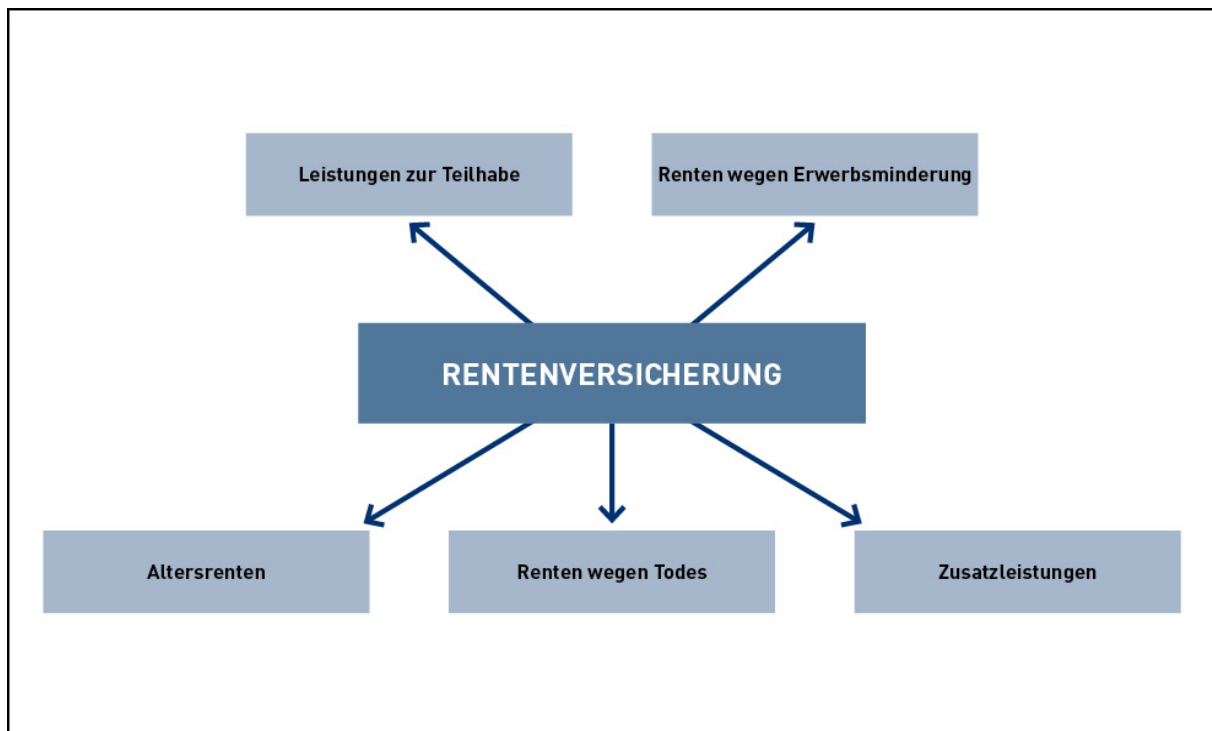 Leistungen zur Teilhabe
Renten wegen Erwerbsminderung
RENTENVERSICHERUNG
Altersrenten
Renten wegen Todes
Zusatzleistungen